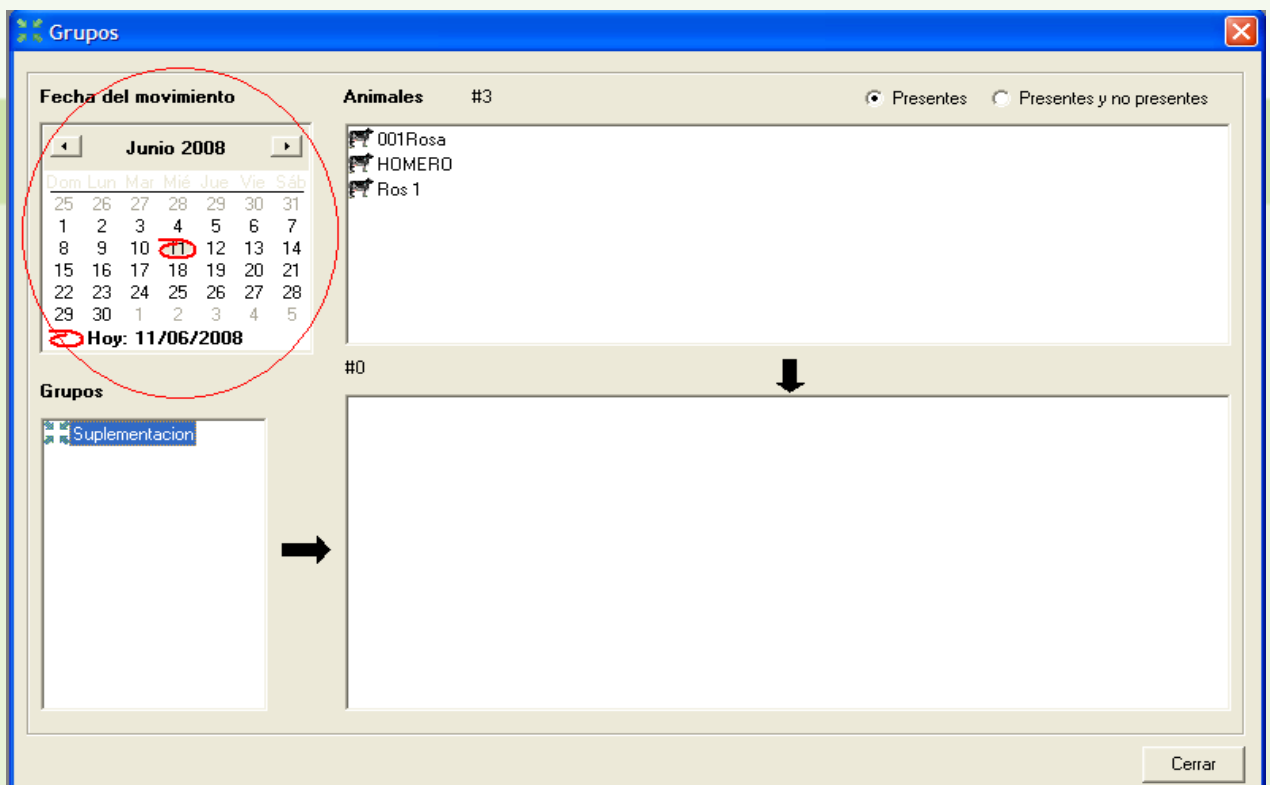 Grupos
Fecha del movimiento
Junio 2008
Dom Lun Mar Mié Jue Vie Sáb
25 26 27 28 29 30 31
1 2 3 4 5 6 7
8 9 10 11 12 13 14
15 16 17 18 19 20 21
22 23 24 25 26 27 28
29 30 1 2 3 4 5
Hoy: 11/06/2008
Grupos
Suplementacion
Animales #3
Presentes Presentes y no presentes
001Rosa
HOMERO
Ros 1
#0
Cerrar